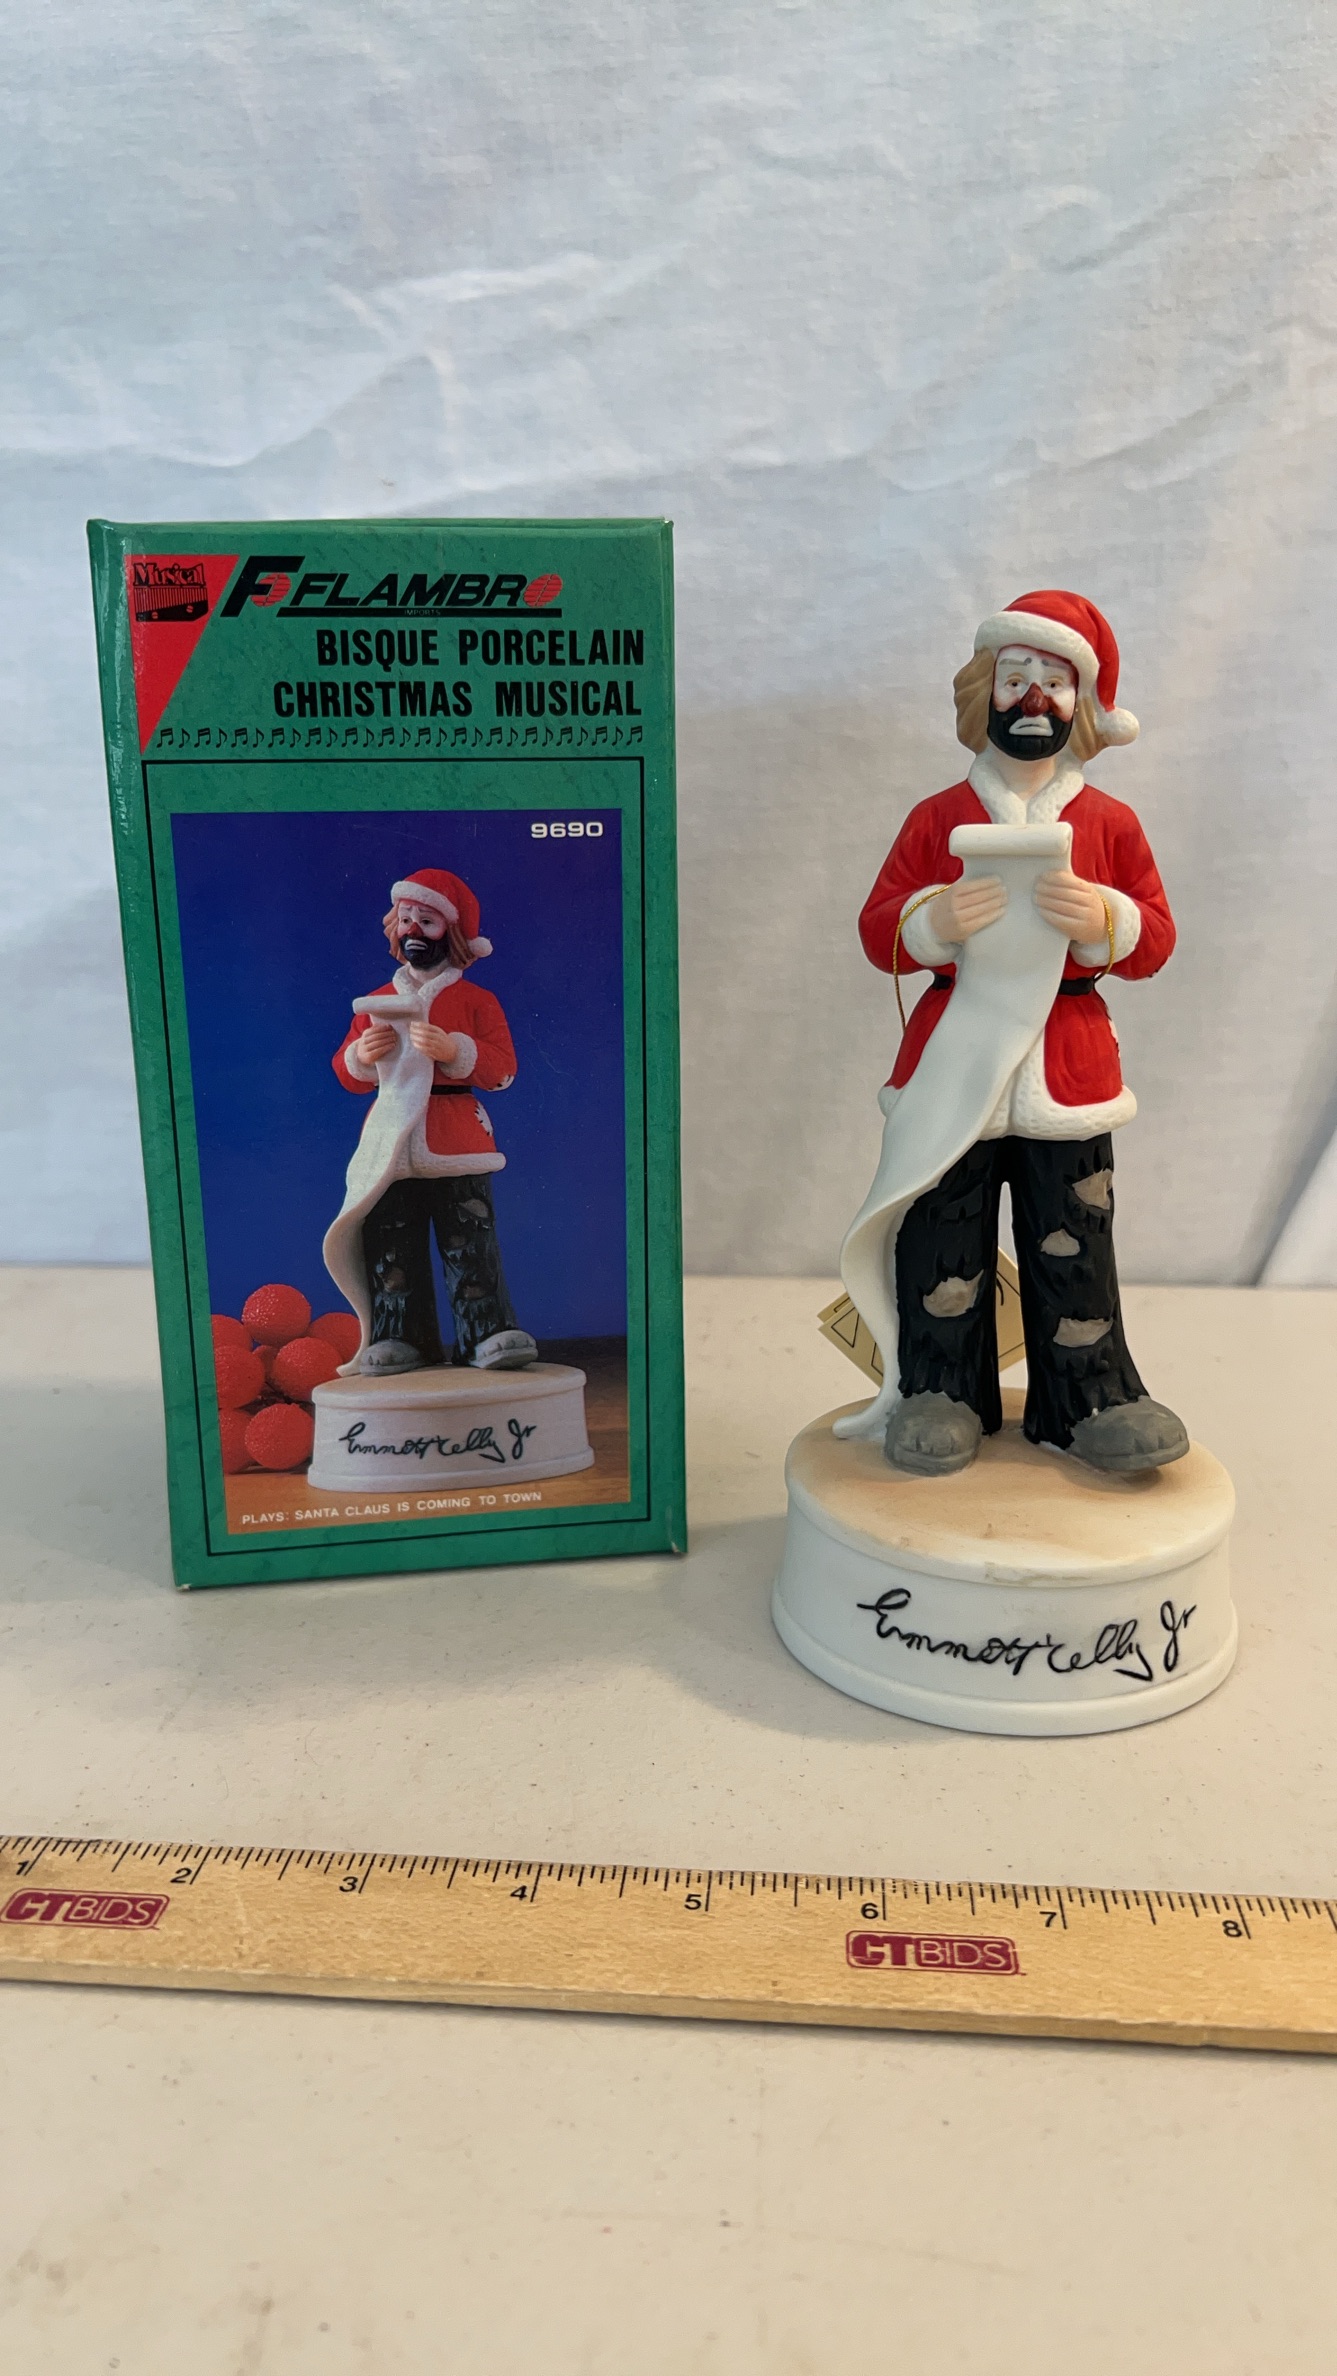 Musical
F FLAMBRO
IMPORTS
BISQUE PORCELAIN
CHRISTMAS MUSICAL
9690
Emmett Kelly Jr
PLAYS: SANTA CLAUS IS COMING TO TOWN
Emmett Kelly Jr
1 2 3 4 5 6 7 8
CTBIDS CTBIDS